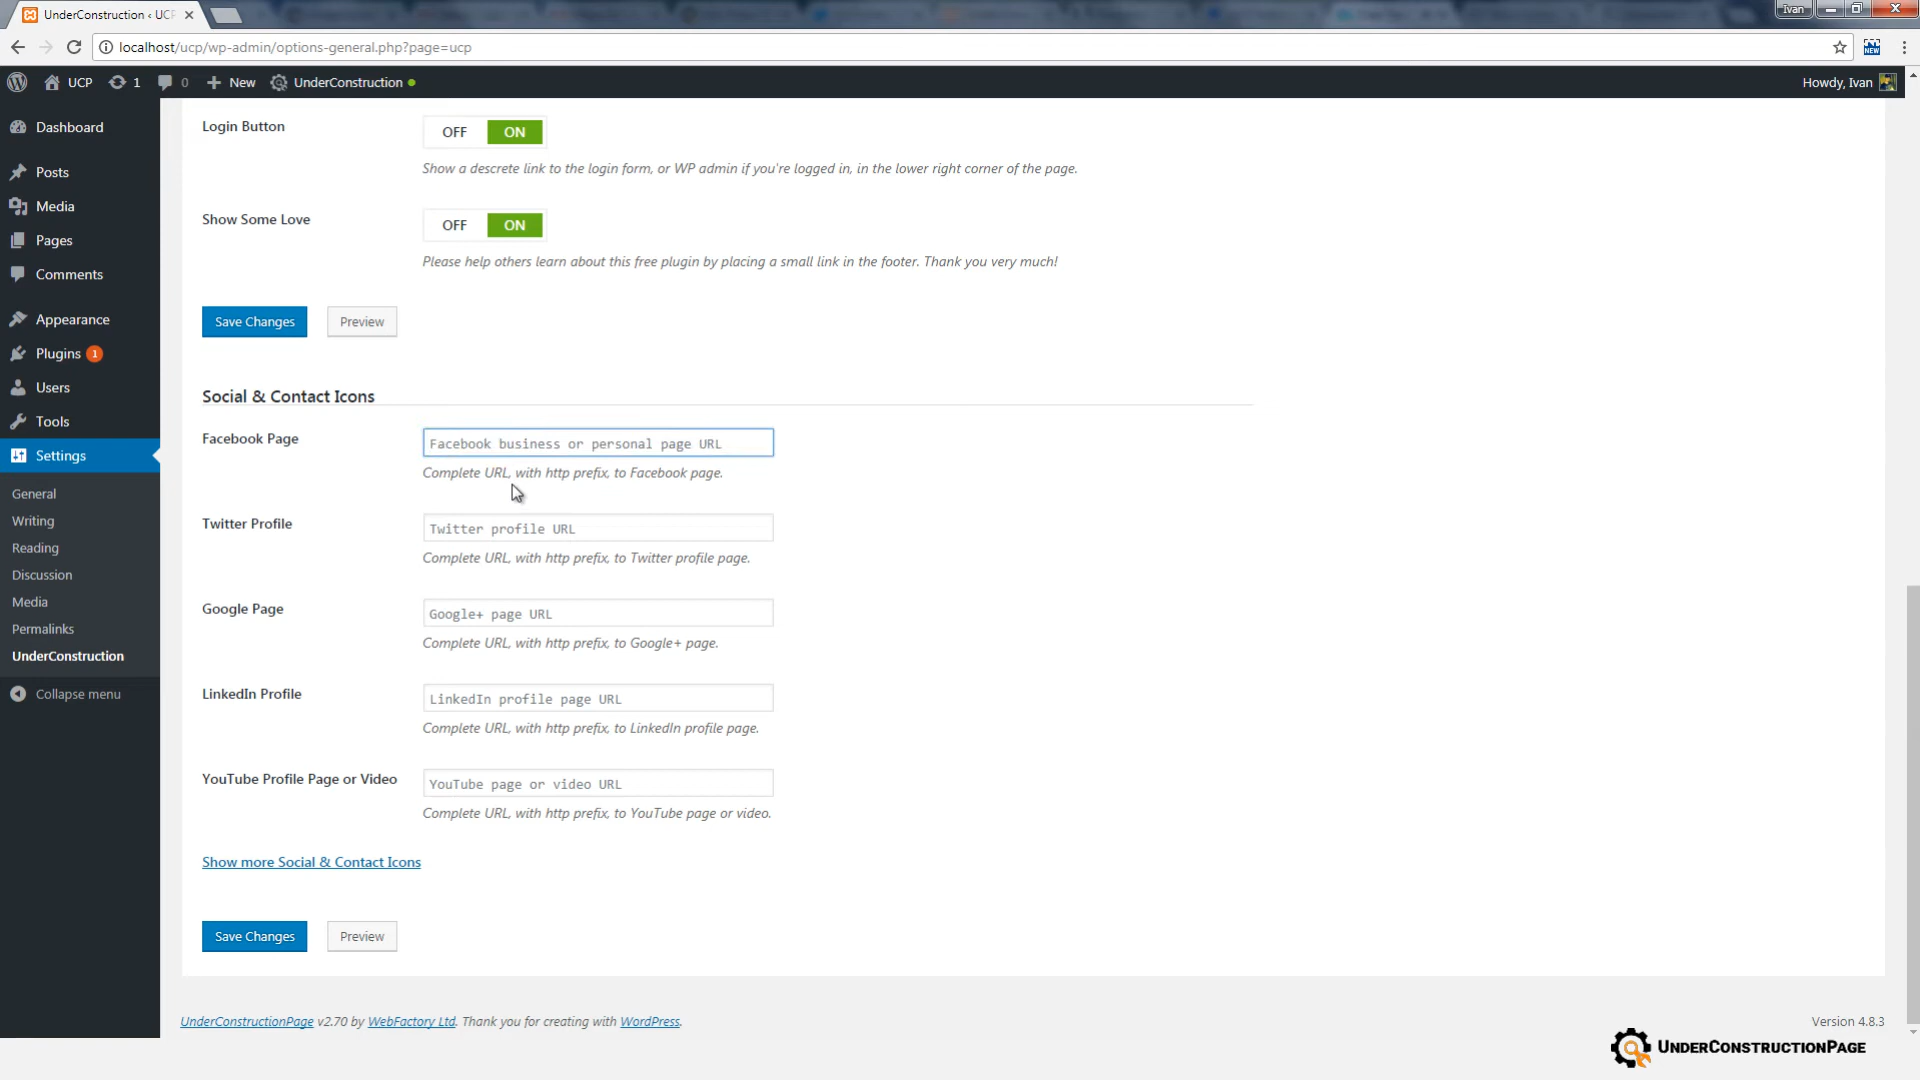 UnderConstruction ‹ UCP
Ivan
localhost/ucp/wp-admin/options-general.php?page=ucp
NEW
UCP 1 0 New UnderConstruction
Howdy, Ivan
Dashboard
Posts
Media
Pages
Comments
Appearance
Plugins 1
Users
Tools
Settings
General
Writing
Reading
Discussion
Media
Permalinks
UnderConstruction
Collapse menu
Login Button
OFF ON
Show a descrete link to the login form, or WP admin if you're logged in, in the lower right corner of the page.
Show Some Love
OFF ON
Please help others learn about this free plugin by placing a small link in the footer. Thank you very much!
Save Changes Preview
Social & Contact Icons
Facebook Page
Facebook business or personal page URL
Complete URL, with http prefix, to Facebook page.
Twitter Profile
Twitter profile URL
Complete URL, with http prefix, to Twitter profile page.
Google Page
Google+ page URL
Complete URL, with http prefix, to Google+ page.
LinkedIn Profile
LinkedIn profile page URL
Complete URL, with http prefix, to LinkedIn profile page.
YouTube Profile Page or Video
YouTube page or video URL
Complete URL, with http prefix, to YouTube page or video.
Show more Social & Contact Icons
Save Changes Preview
UnderConstructionPage v2.70 by WebFactory Ltd. Thank you for creating with WordPress.
Version 4.8.3
UNDERCONSTRUCTIONPAGE